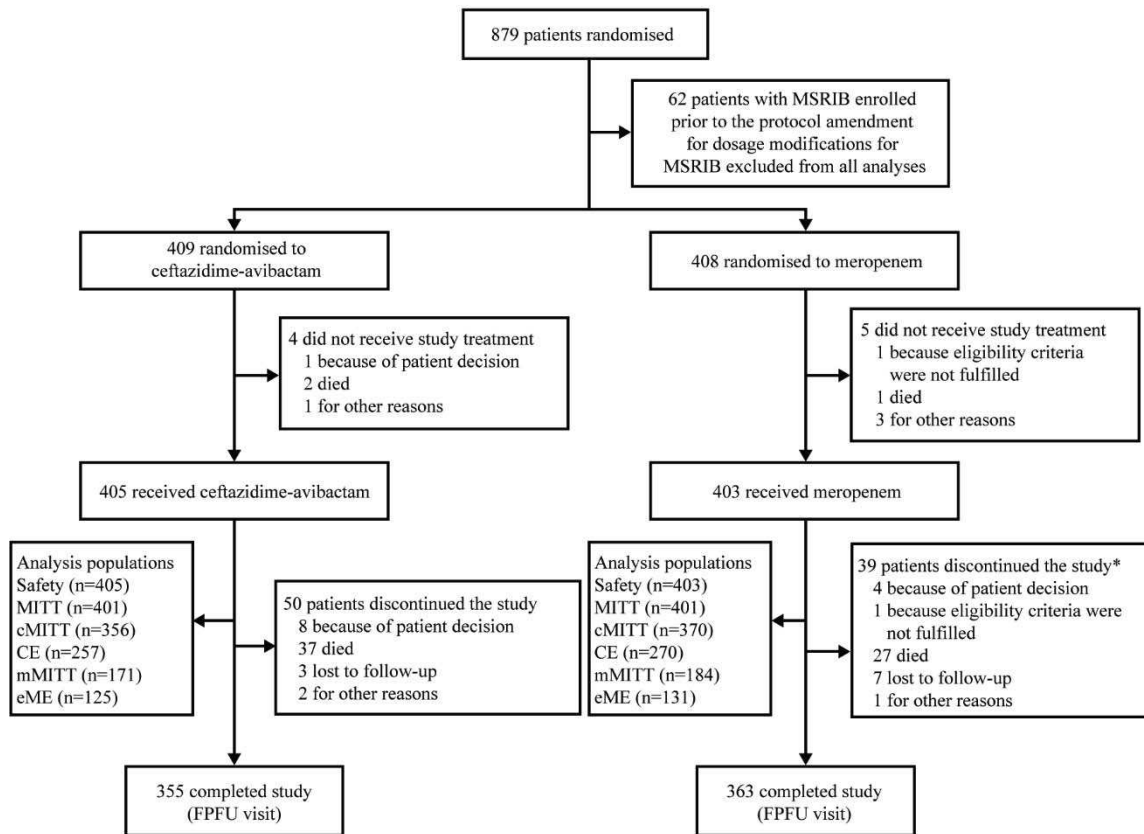 879 patients randomised
62 patients with MSRIB enrolled
prior to the protocol amendment
for dosage modifications for
MSRIB excluded from all analyses
409 randomised to
ceftazidime-avibactam
408 randomised to meropenem
4 did not receive study treatment
1 because of patient decision
2 died
1 for other reasons
5 did not receive study treatment
1 because eligibility criteria
were not fulfilled
1 died
3 for other reasons
405 received ceftazidime-avibactam
403 received meropenem
Analysis populations
Safety (n=405)
MITT (n=401)
cMITT (n=356)
CE (n=257)
mMITT (n=171)
eME (n=125)
50 patients discontinued the study
8 because of patient decision
37 died
3 lost to follow-up
2 for other reasons
Analysis populations
Safety (n=403)
MITT (n=401)
cMITT (n=370)
CE (n=270)
mMITT (n=184)
eME (n=131)
39 patients discontinued the study*
4 because of patient decision
1 because eligibility criteria were
not fulfilled
27 died
7 lost to follow-up
1 for other reasons
355 completed study
(FPFU visit)
363 completed study
(FPFU visit)